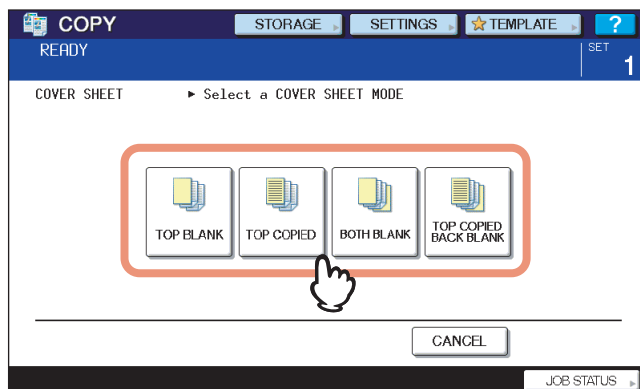 COPY STORAGE SETTINGS TEMPLATE ?
READY SET
1
COVER SHEET ► Select a COVER SHEET MODE
TOP BLANK TOP COPIED BOTH BLANK TOP COPIED
BACK BLANK
CANCEL
JOB STATUS